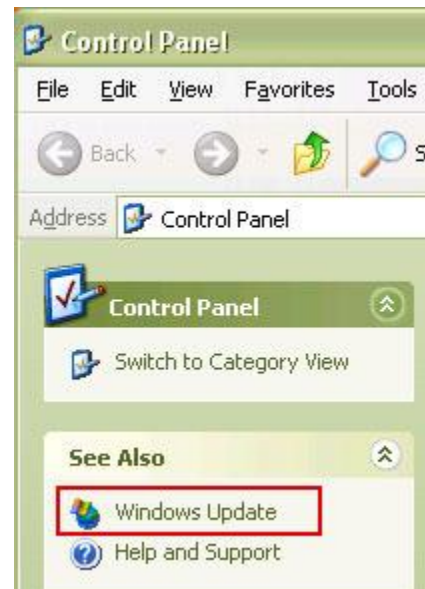 Control Panel
File Edit View Favorites Tools
Back S
Address Control Panel
Control Panel
Switch to Category View
See Also
Windows Update
Help and Support